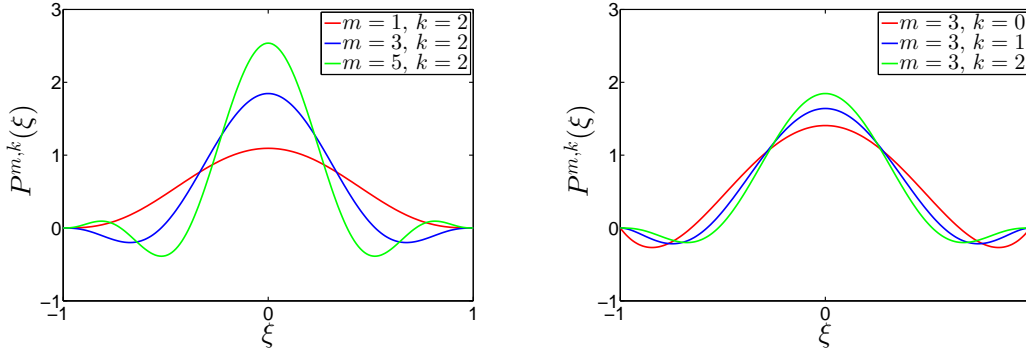 3
2
1
0
−1
−1
0
1
ξ
P^{m,k}(ξ)
m = 1, k = 2
m = 3, k = 2
m = 5, k = 2
3
2
1
0
−1
−1
0
ξ
P^{m,k}(ξ)
m = 3, k = 0
m = 3, k = 1
m = 3, k = 2